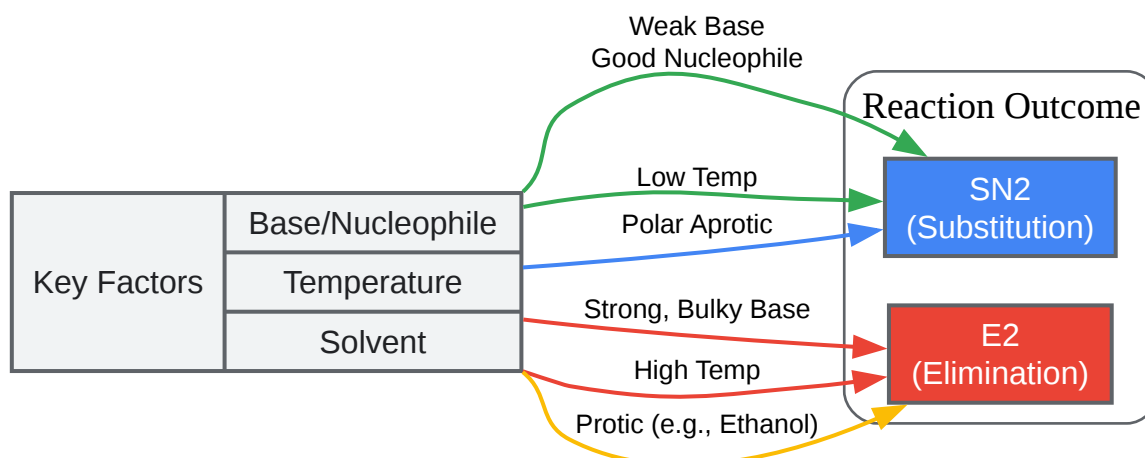 Weak Base
Good Nucleophile
Low Temp
Polar Aprotic
Strong, Bulky Base
High Temp
Protic (e.g., Ethanol)
Key Factors
Base/Nucleophile
Temperature
Solvent
Reaction Outcome
SN2
(Substitution)
E2
(Elimination)